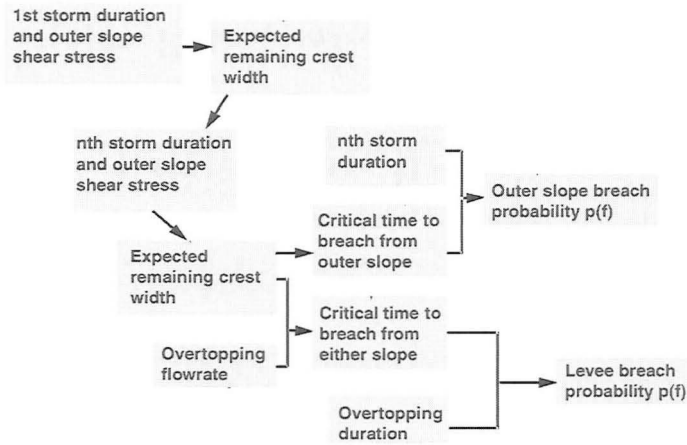 1st storm duration
and outer slope
shear stress
Expected
remaining crest
width
nth storm duration
and outer slope
shear stress
nth storm
duration
Outer slope breach
probability p(f)
Expected
remaining crest
width
Critical time to
breach from
outer slope
Critical time to
breach from
either slope
Overtopping
flowrate
Levee breach
probability p(f)
Overtopping
duration